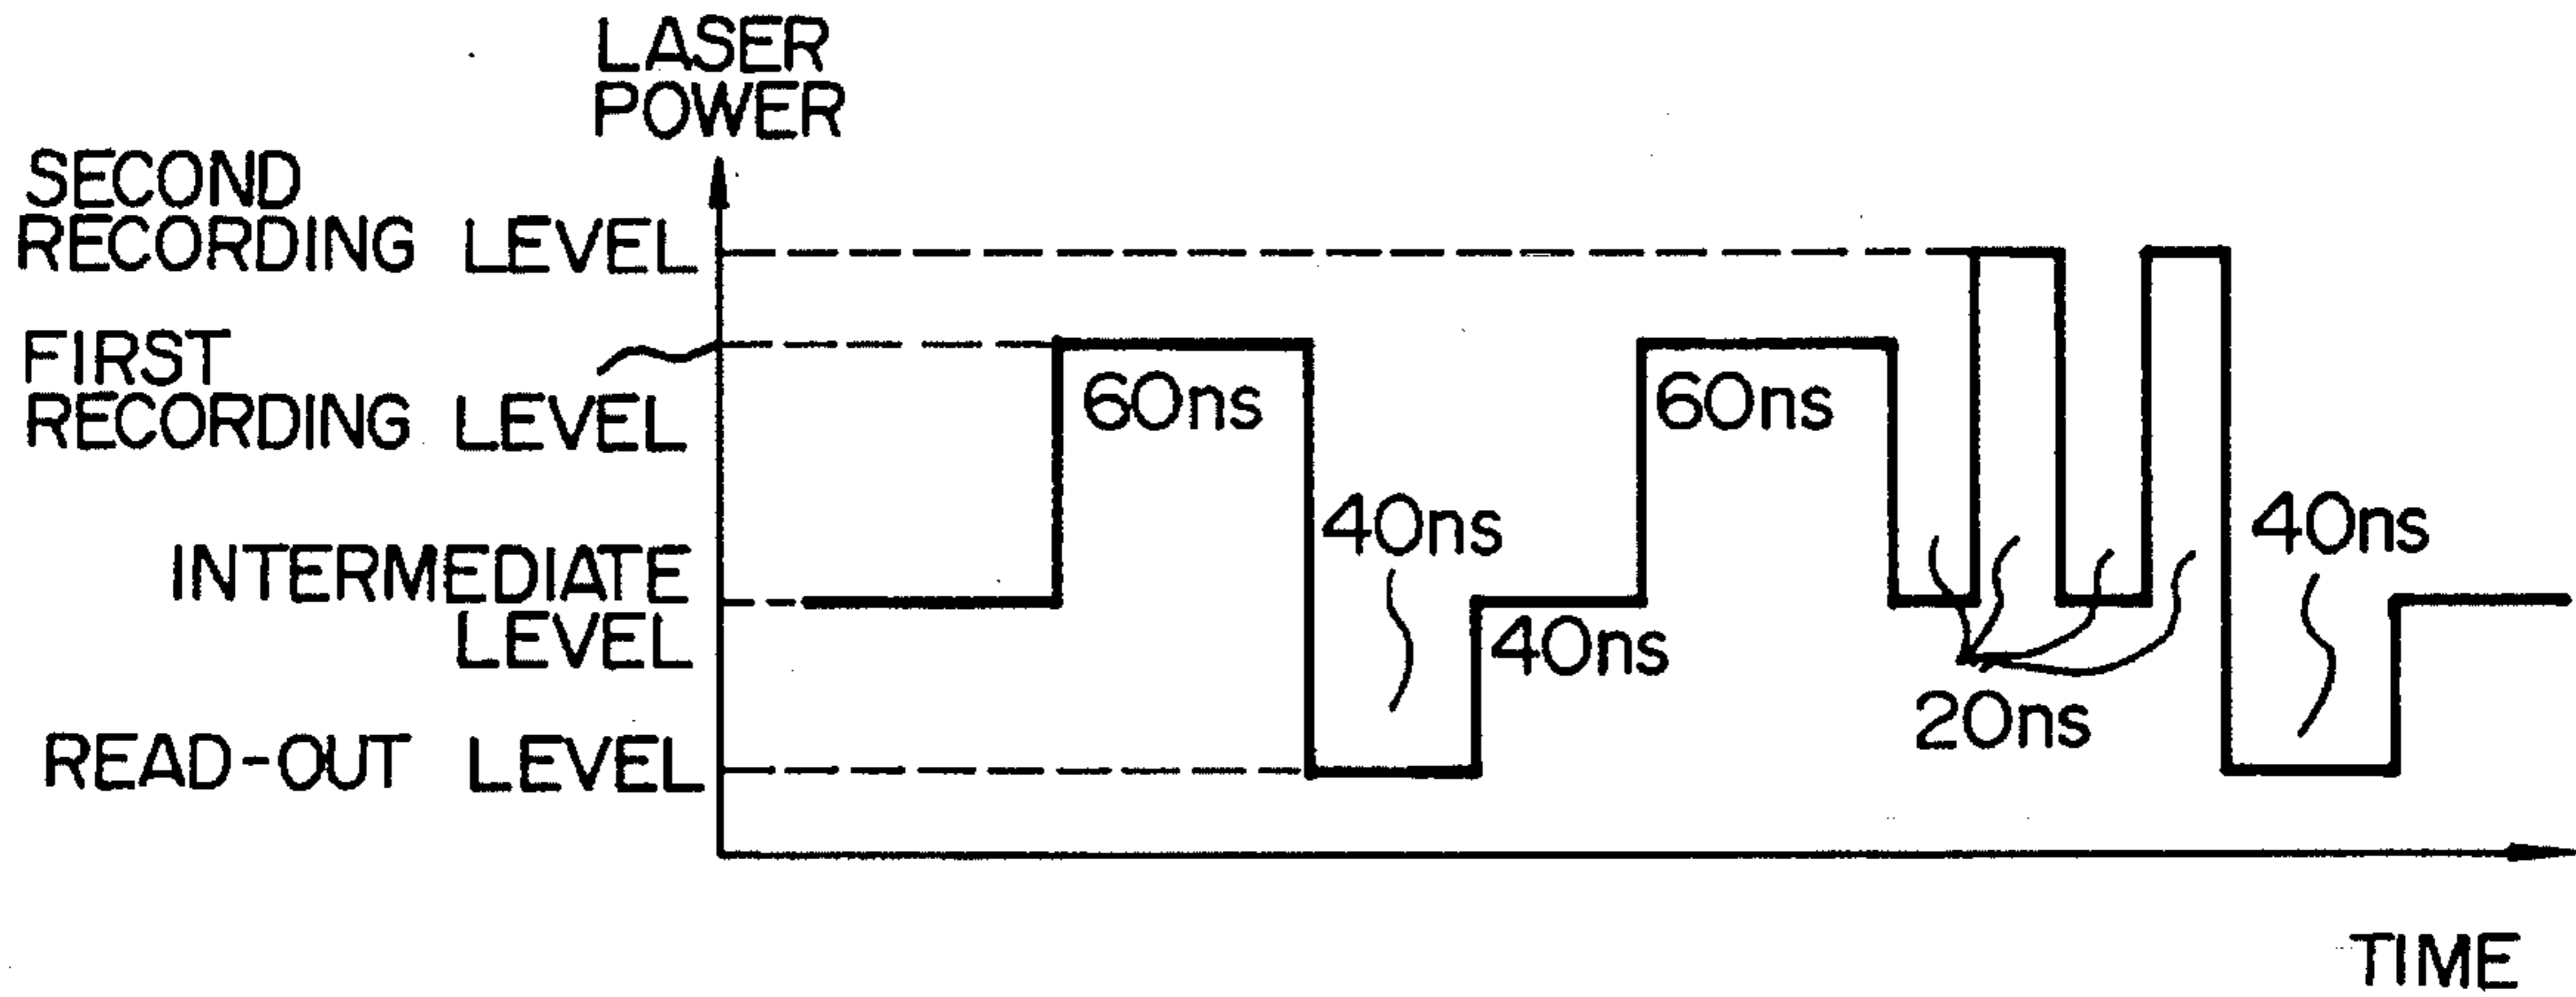 LASER
POWER
SECOND
RECORDING LEVEL
FIRST
RECORDING LEVEL
60ns
60ns
40ns
40ns
INTERMEDIATE
LEVEL
40ns
20ns
READ-OUT LEVEL
TIME